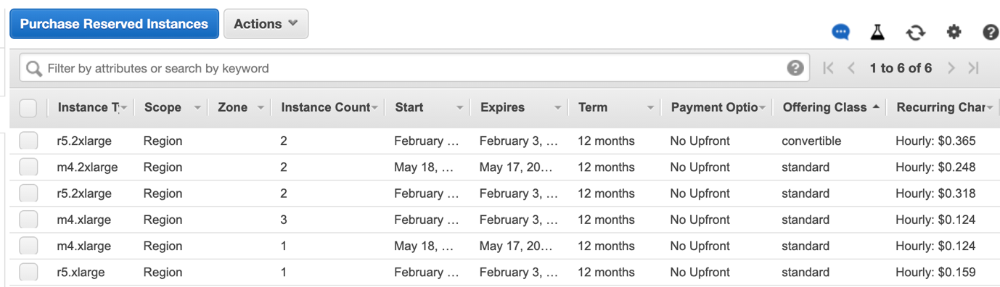 Purchase Reserved Instances Actions
Filter by attributes or search by keyword ? 1 to 6 of 6
Instance T Scope Zone Instance Count Start Expires Term Payment Optio Offering Class Recurring Char
r5.2xlarge Region 2 February ... February 3, ... 12 months No Upfront convertible Hourly: $0.365
m4.2xlarge Region 2 May 18, ... May 17, 20... 12 months No Upfront standard Hourly: $0.248
r5.2xlarge Region 2 February ... February 3, ... 12 months No Upfront standard Hourly: $0.318
m4.xlarge Region 3 February ... February 3, ... 12 months No Upfront standard Hourly: $0.124
m4.xlarge Region 1 May 18, ... May 17, 20... 12 months No Upfront standard Hourly: $0.124
r5.xlarge Region 1 February ... February 3, ... 12 months No Upfront standard Hourly: $0.159